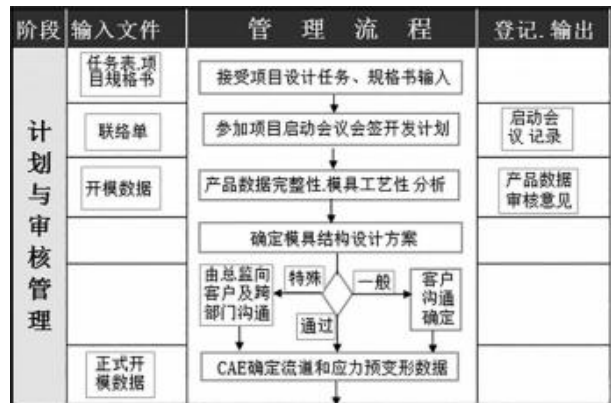 阶段 输入文件 管理流程 登记.输出
计划与审核管理
任务表.项
目规格书
接受项目设计任务、规格书输入
联络单
参加项目启动会议会签开发计划
启动会
议 记录
开模数据
产品数据完整性.模具工艺性 分析
产品数据
审核意见
确定模具结构设计方案
由总监向
客户及跨
部门沟通
特殊
一般
通过
客户
沟通
确定
正式开
模数据
CAE确定流道和应力预变形数据